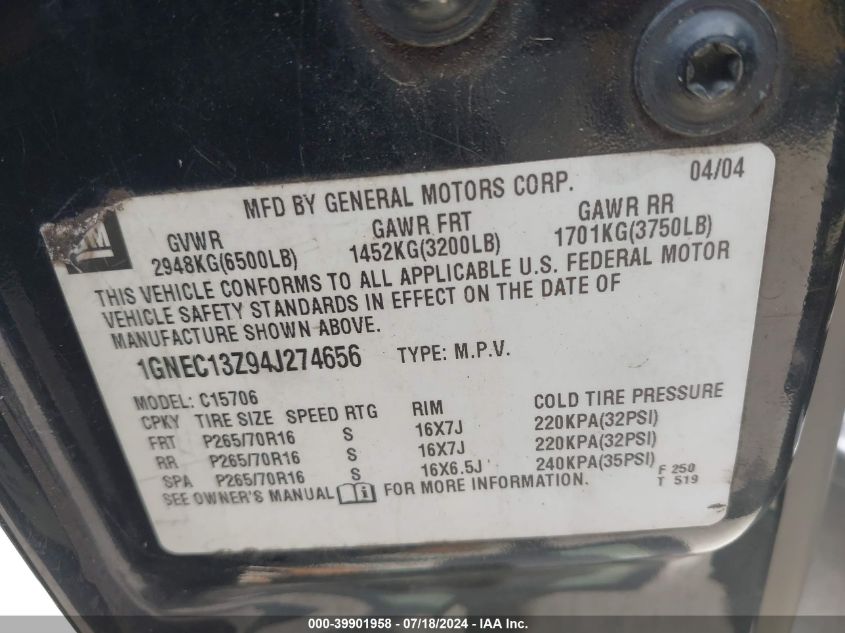 04/04
MFD BY GENERAL MOTORS CORP.
GVWR GAWR FRT GAWR RR
2948KG(6500LB) 1452KG(3200LB) 1701KG(3750LB)
THIS VEHICLE CONFORMS TO ALL APPLICABLE U.S. FEDERAL MOTOR
VEHICLE SAFETY STANDARDS IN EFFECT ON THE DATE OF
MANUFACTURE SHOWN ABOVE.
1GNEC13Z94J274656 TYPE: M.P.V.
MODEL: C15706
CPKY TIRE SIZE SPEED RTG RIM COLD TIRE PRESSURE
FRT P265/70R16 S 16X7J 220KPA(32PSI)
RR P265/70R16 S 16X7J 220KPA(32PSI)
SPA P265/70R16 S 16X6.5J 240KPA(35PSI)
SEE OWNER'S MANUAL i FOR MORE INFORMATION.
F 250
T 519
000-39901958 - 07/18/2024 - IAA Inc.